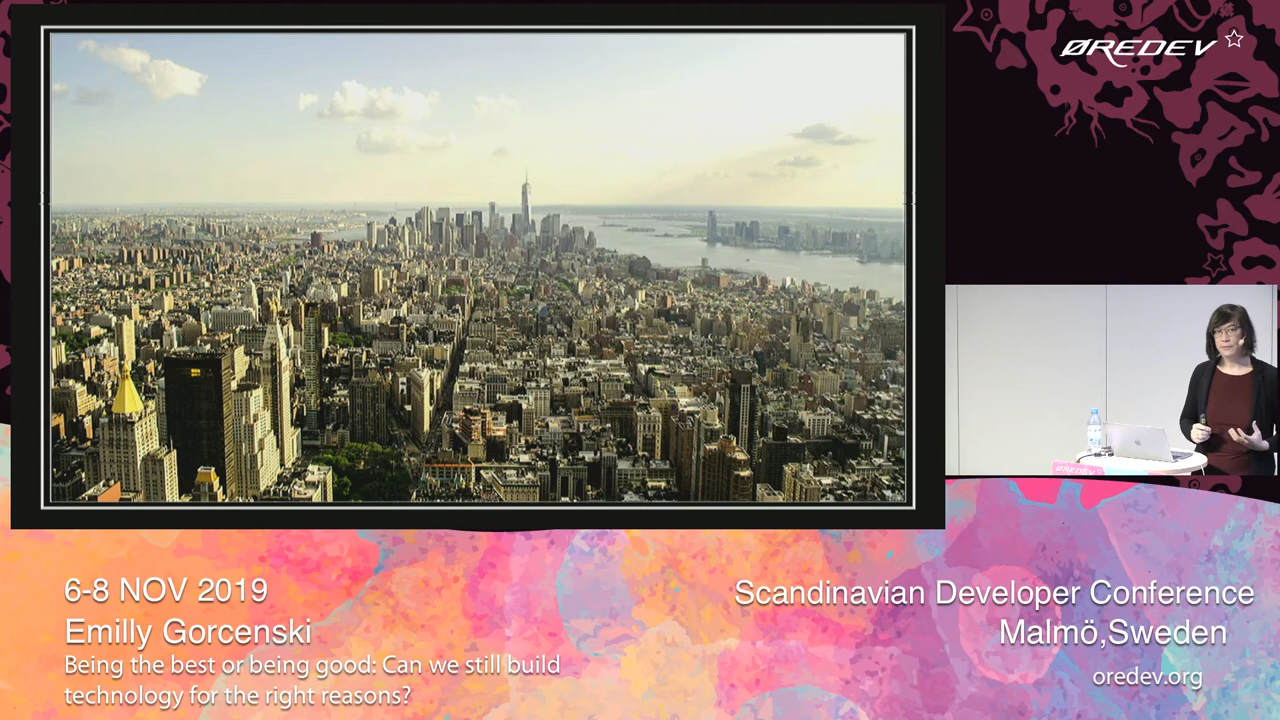 ØREDEV
ØREDEV
6-8 NOV 2019
Emilly Gorcenski
Being the best or being good: Can we still build
technology for the right reasons?
Scandinavian Developer Conference
Malmö,Sweden
oredev.org